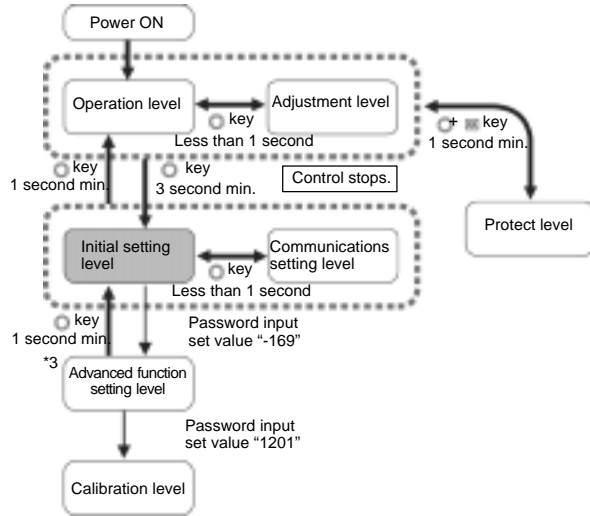 Power ON
Operation level
Adjustment level
key
Less than 1 second
+ key
1 second min.
key
1 second min.
key
3 second min.
Control stops.
Protect level
Initial setting
level
Communications
setting level
key
Less than 1 second
key
1 second min.
Password input
set value “-169”
*3
Advanced function
setting level
Password input
set value “1201”
Calibration level